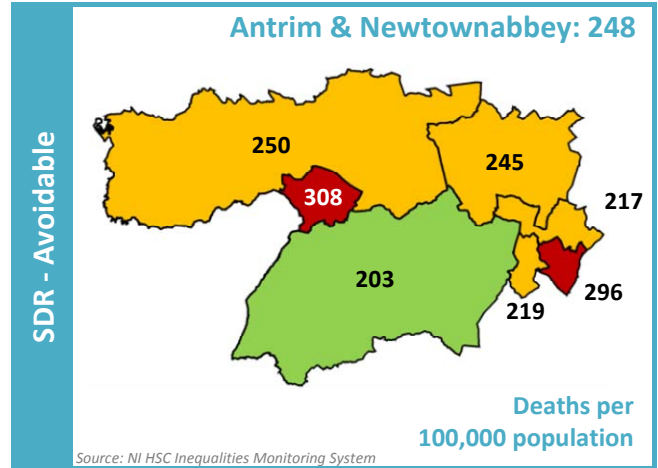 Antrim & Newtownabbey: 248
SDR - Avoidable
250
245
308
217
203
296
219
Deaths per
100,000 population
Source: NI HSC Inequalities Monitoring System